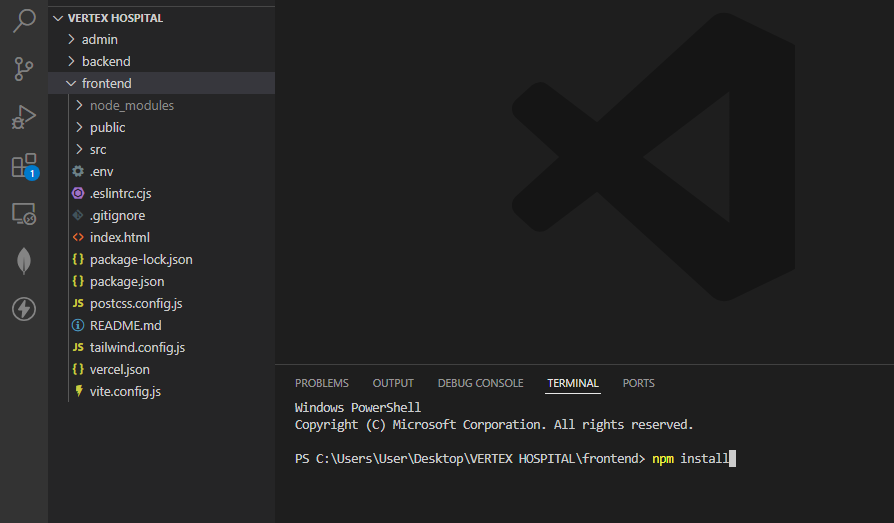 VERTEX HOSPITAL
admin
backend
frontend
node_modules
public
src
.env
.eslintrc.cjs
.gitignore
index.html
package-lock.json
package.json
JS postcss.config.js
README.md
JS tailwind.config.js
vercel.json
vite.config.js
1
PROBLEMS OUTPUT DEBUG CONSOLE TERMINAL PORTS
Windows PowerShell
Copyright (C) Microsoft Corporation. All rights reserved.
PS C:\Users\User\Desktop\VERTEX HOSPITAL\frontend> npm install